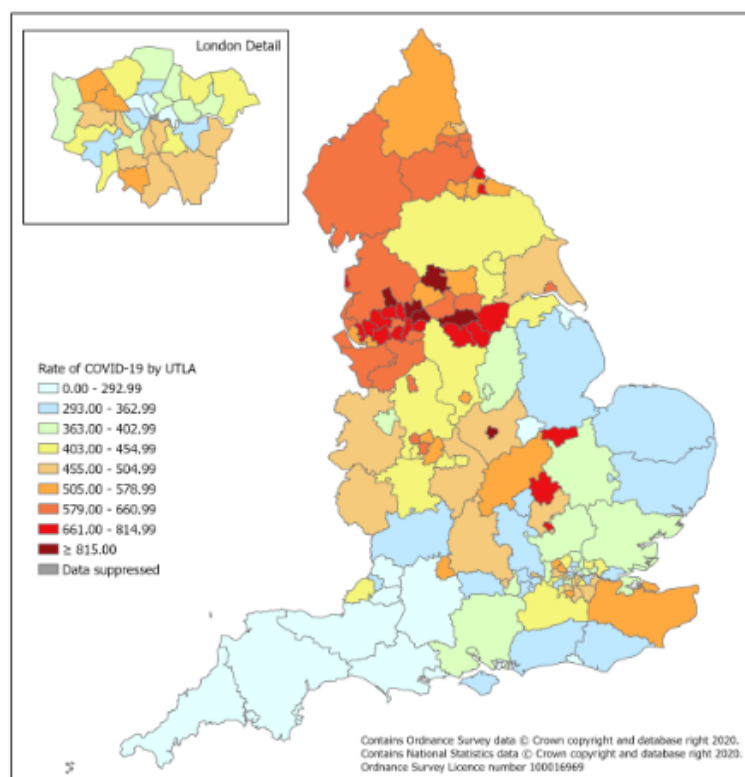 London Detail
Rate of COVID-19 by UTLA
0.00 - 292.99
293.00 - 362.99
363.00 - 402.99
403.00 - 454.99
455.00 - 504.99
505.00 - 578.99
579.00 - 660.99
661.00 - 814.99
≥ 815.00
Data suppressed
Contains Ordnance Survey data © Crown copyright and database right 2020.
Contains National Statistics data © Crown copyright and database right 2020.
Ordnance Survey Licence number 100016969